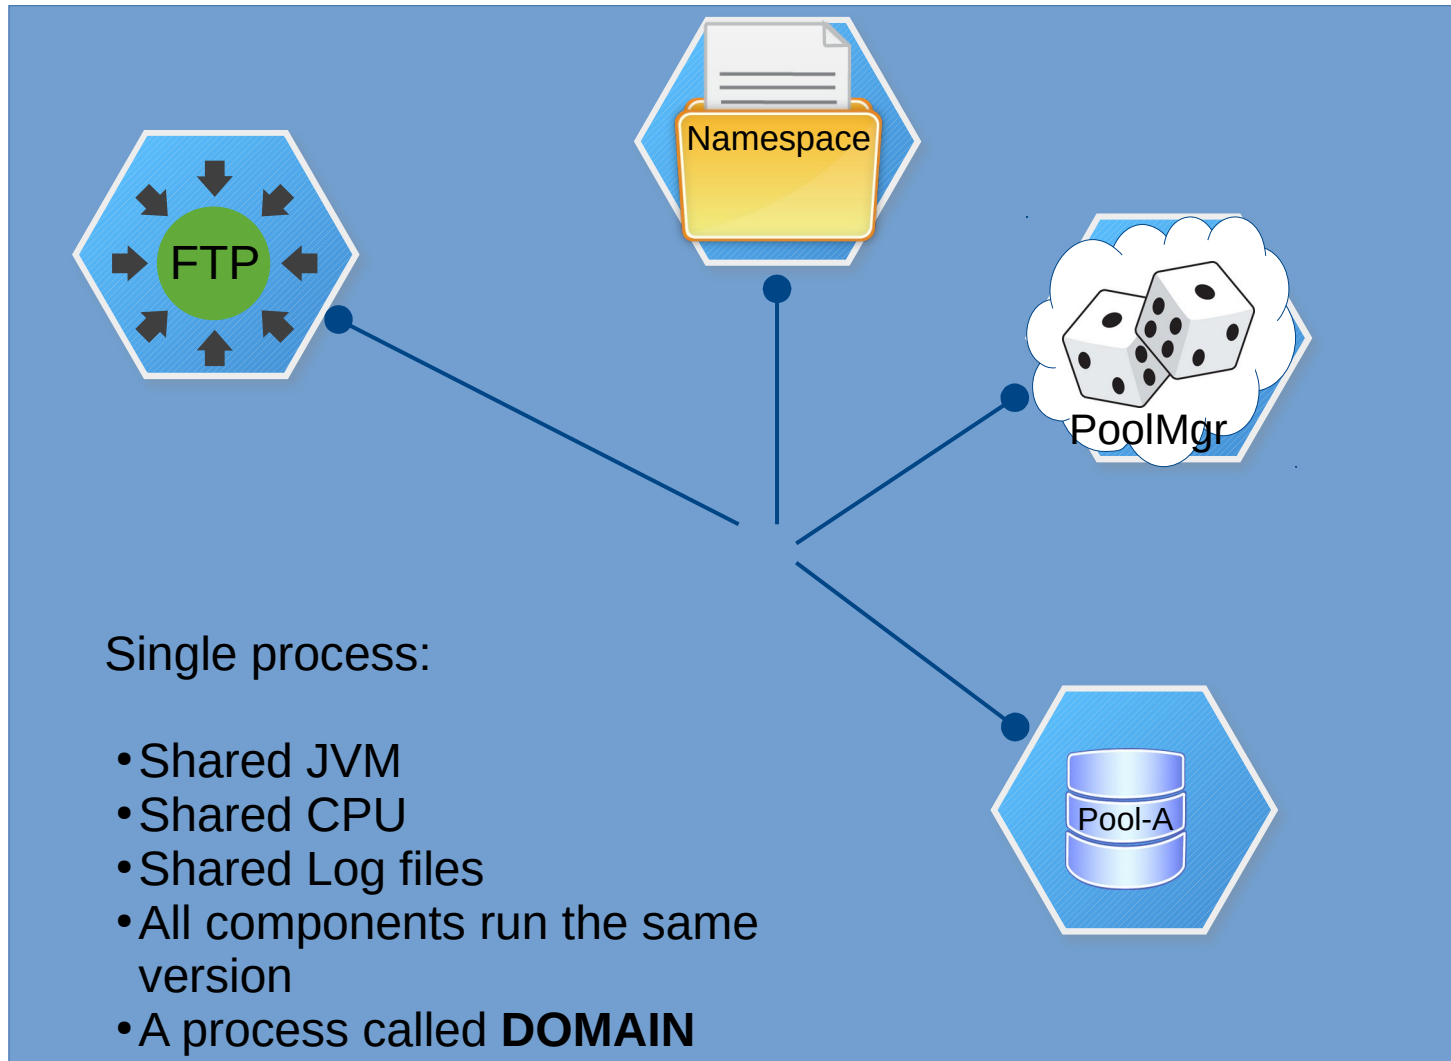 Namespace
FTP
PoolMgr
Pool-A
Single process:
•Shared JVM
•Shared CPU
•Shared Log files
•All components run the same
version
•A process called DOMAIN